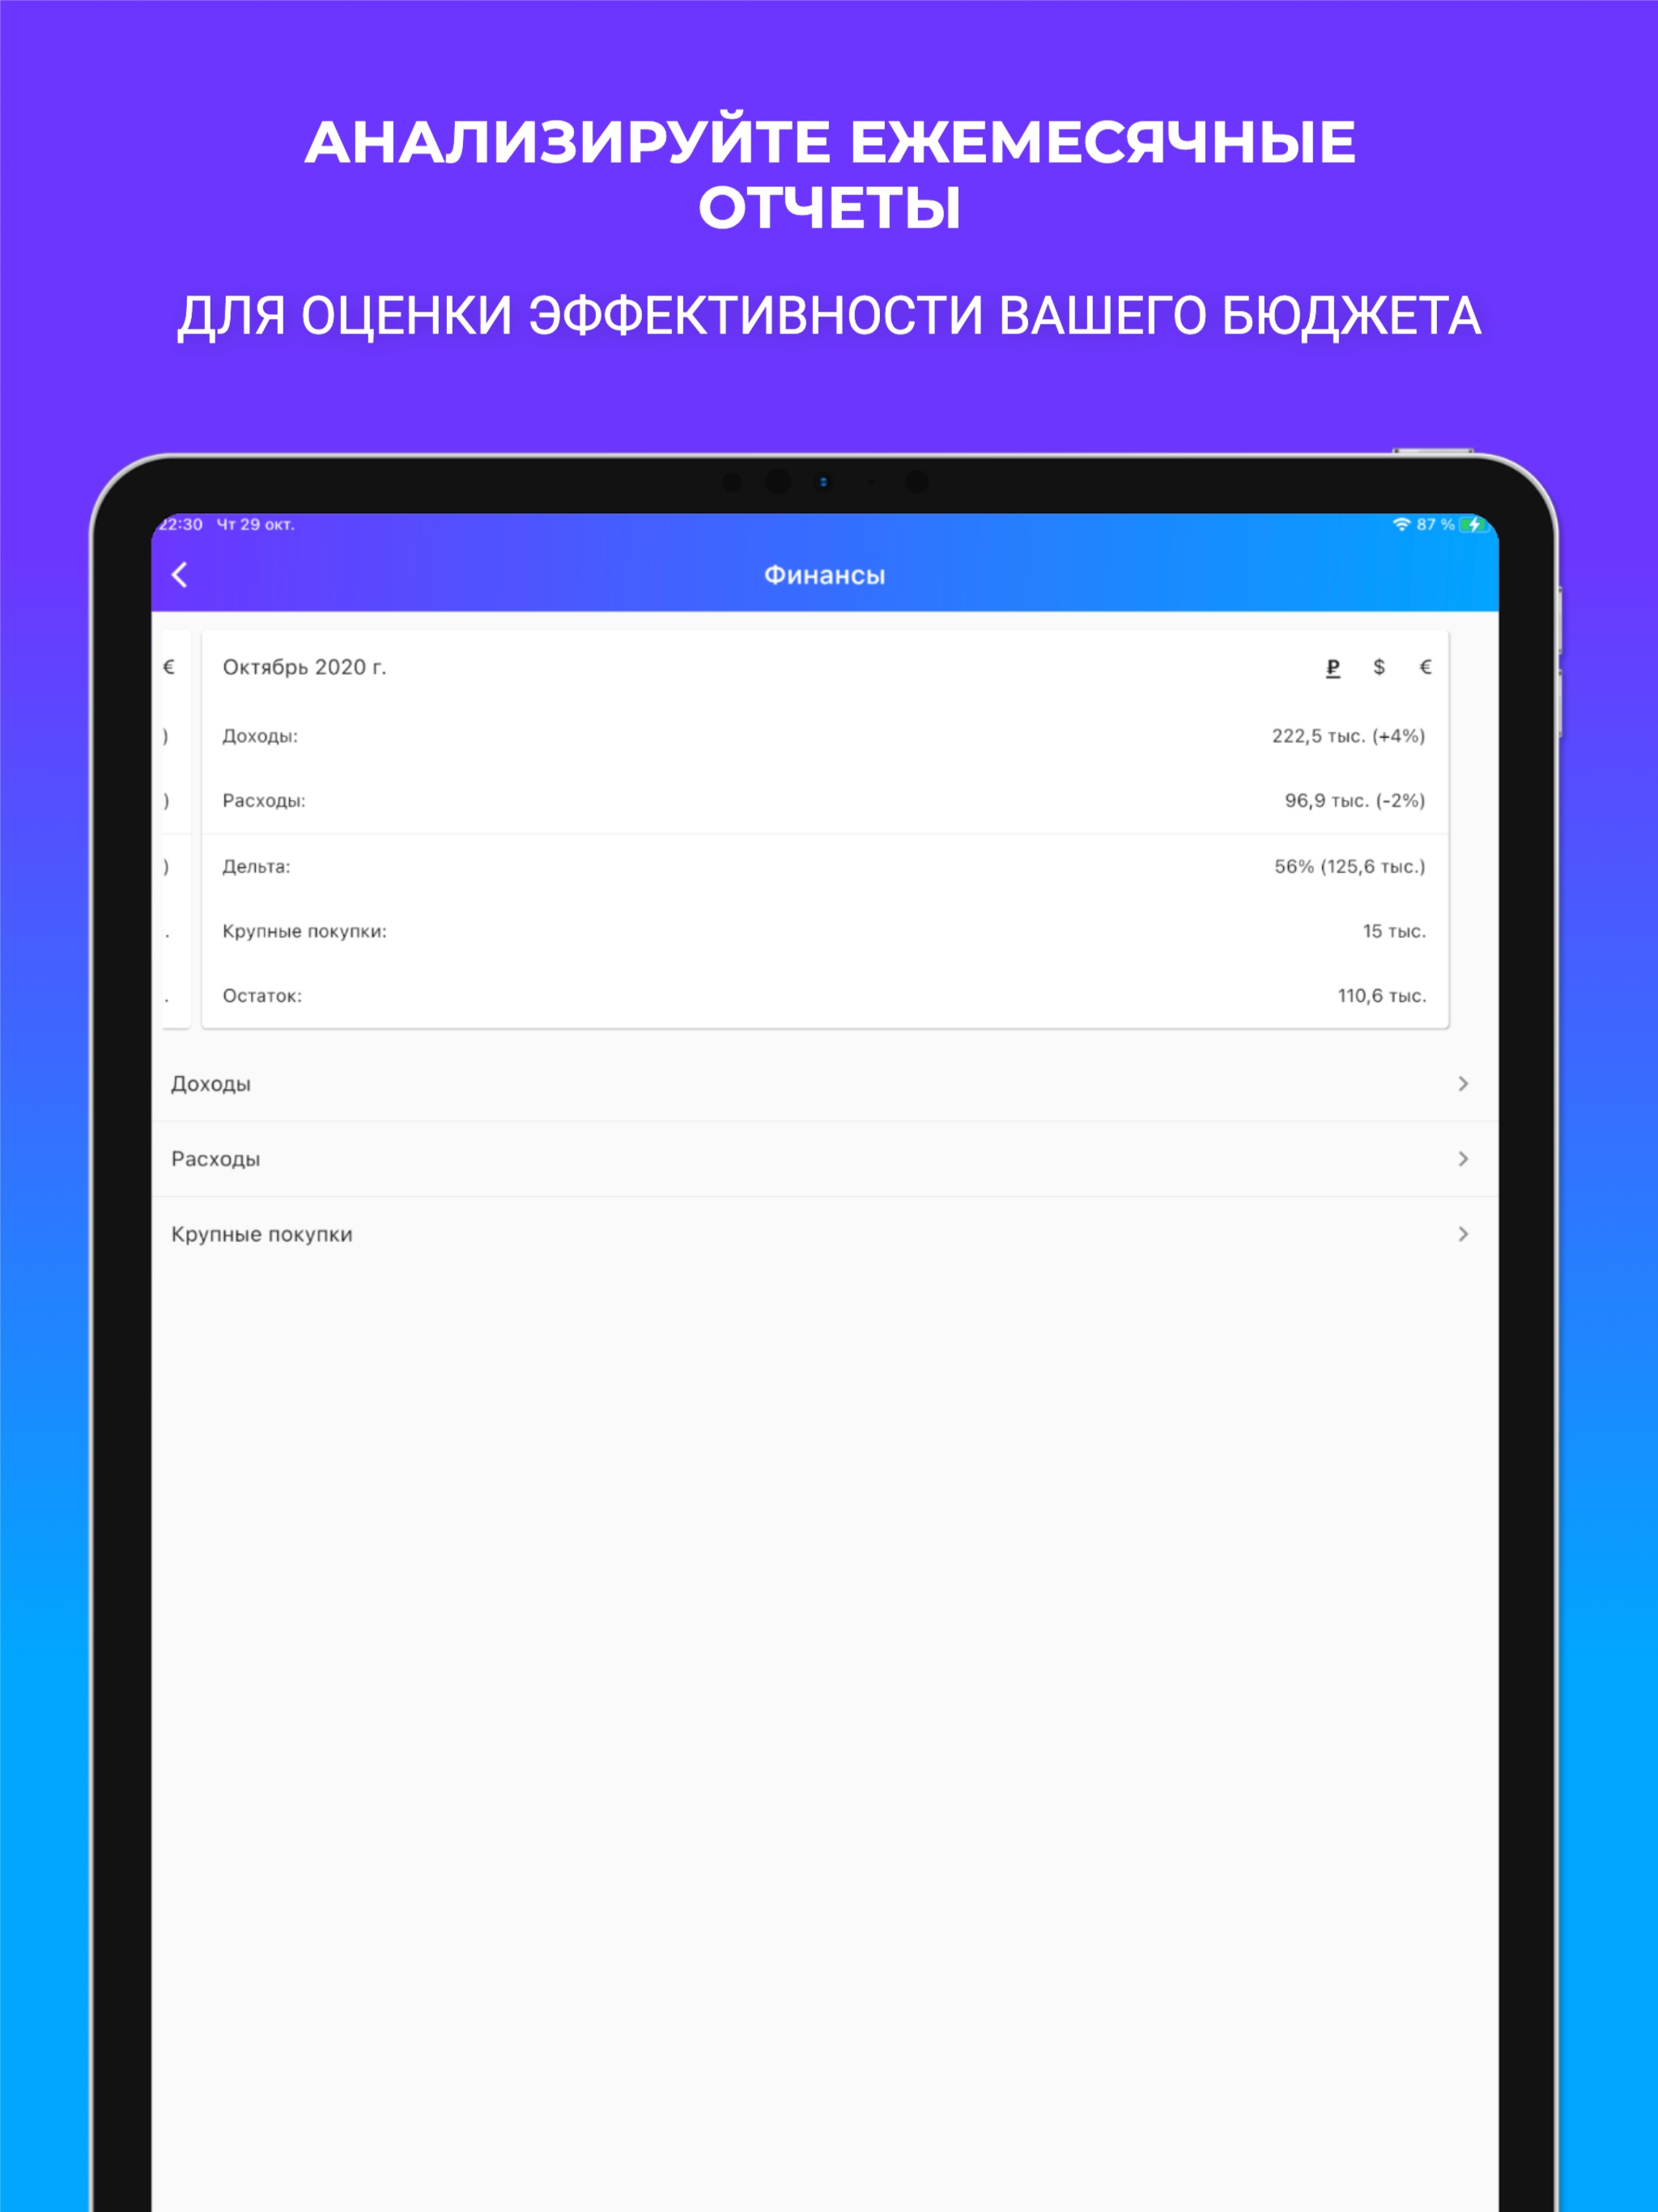 АНАЛИЗИРУЙТЕ ЕЖЕМЕСЯЧНЫЕ
ОТЧЕТЫ
ДЛЯ ОЦЕНКИ ЭФФЕКТИВНОСТИ ВАШЕГО БЮДЖЕТА
22:30 Чт 29 окт. 87 %
Финансы
€ Октябрь 2020 г. ₽ $ €
) Доходы: 222,5 тыс. (+4%)
) Расходы: 96,9 тыс. (-2%)
) Дельта: 56% (125,6 тыс.)
. Крупные покупки: 15 тыс.
. Остаток: 110,6 тыс.
Доходы
Расходы
Крупные покупки